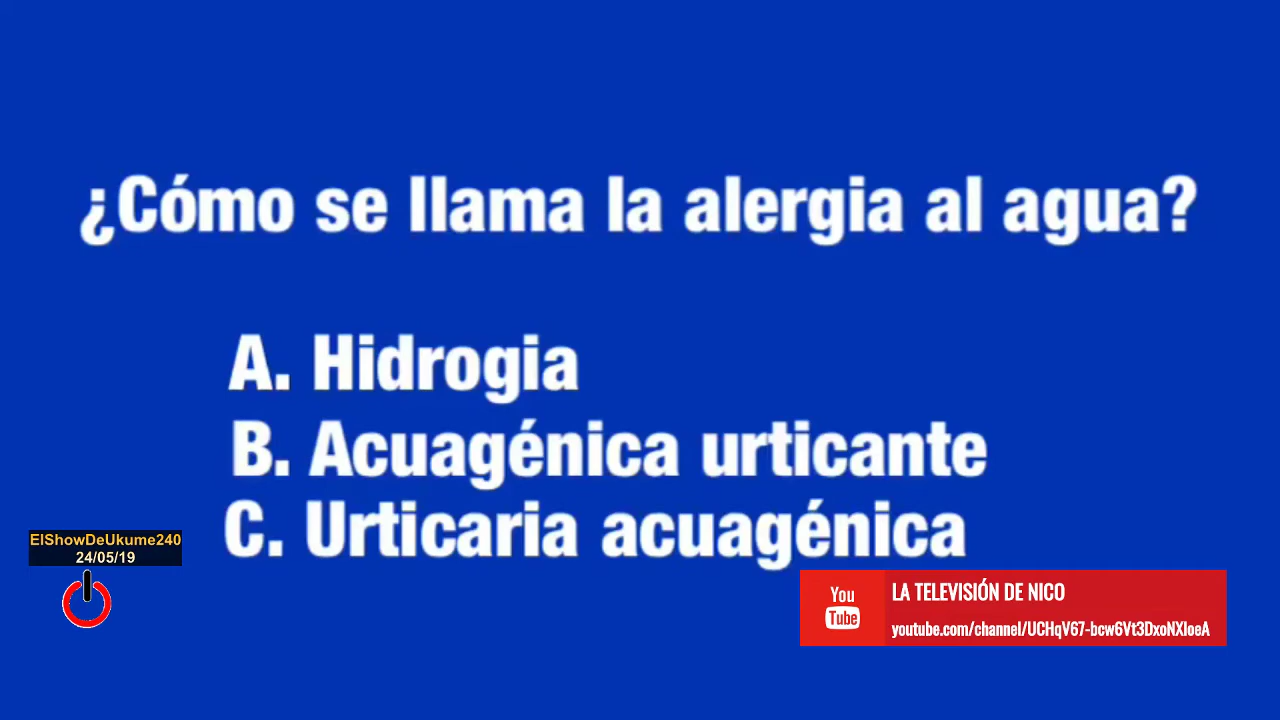 ¿Cómo se llama la alergia al agua?
A. Hidrogia
B. Acuagénica urticante
C. Urticaria acuagénica
ElShowDeUkume240
24/05/19
You
Tube
LA TELEVISIÓN DE NICO
youtube.com/channel/UCHqV67-bcw6Vt3DxoNXIoeA